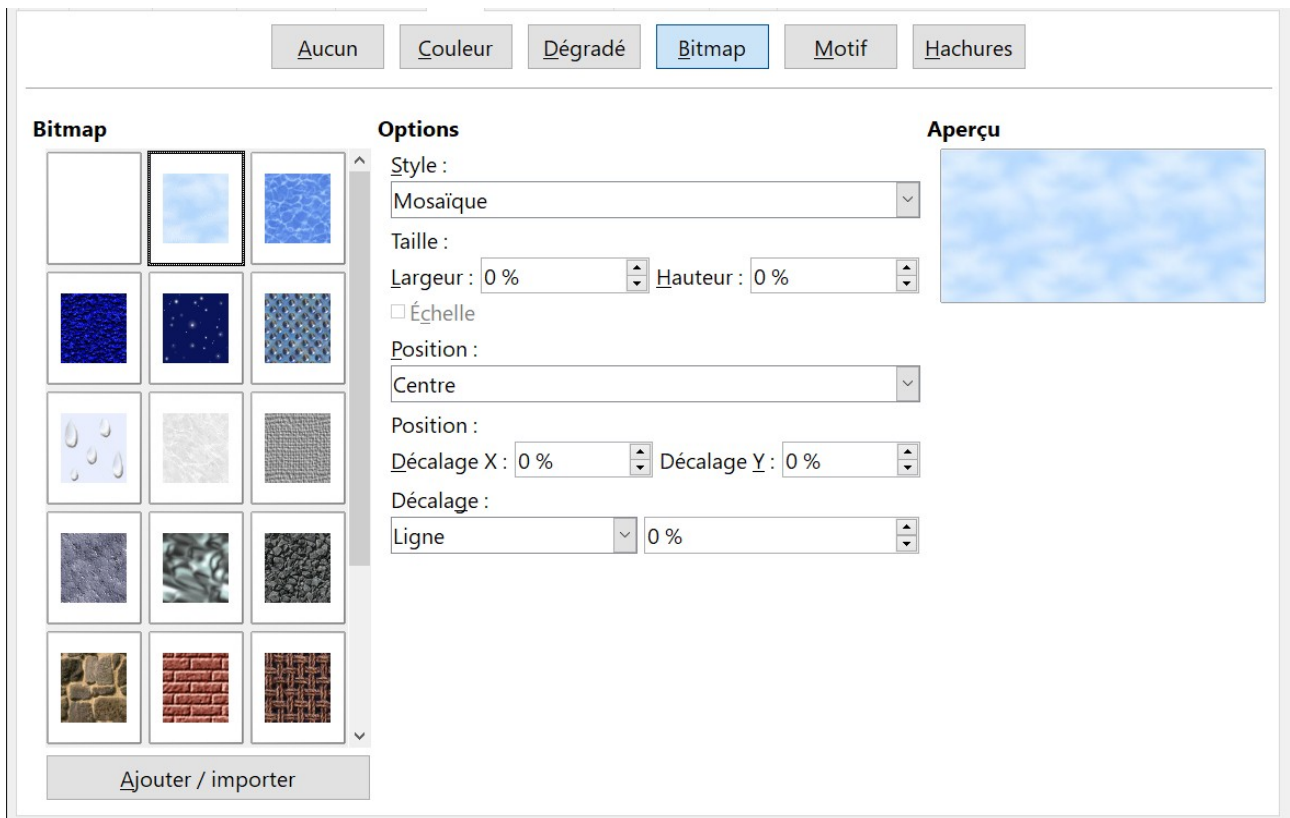 Aucun Couleur Dégradé Bitmap Motif Hachures
Bitmap
Options
Aperçu
Style :
Mosaïque
Taille :
Largeur : 0 % Hauteur : 0 %
Échelle
Position :
Centre
Position :
Décalage X : 0 % Décalage Y : 0 %
Décalage :
Ligne 0 %
Ajouter / importer